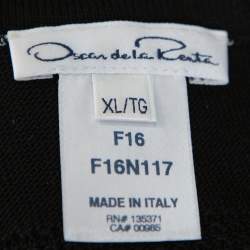 Oscar de la Renta
XL/TG
F16
F16N117
MADE IN ITALY
RN# 135371
CA# 00985